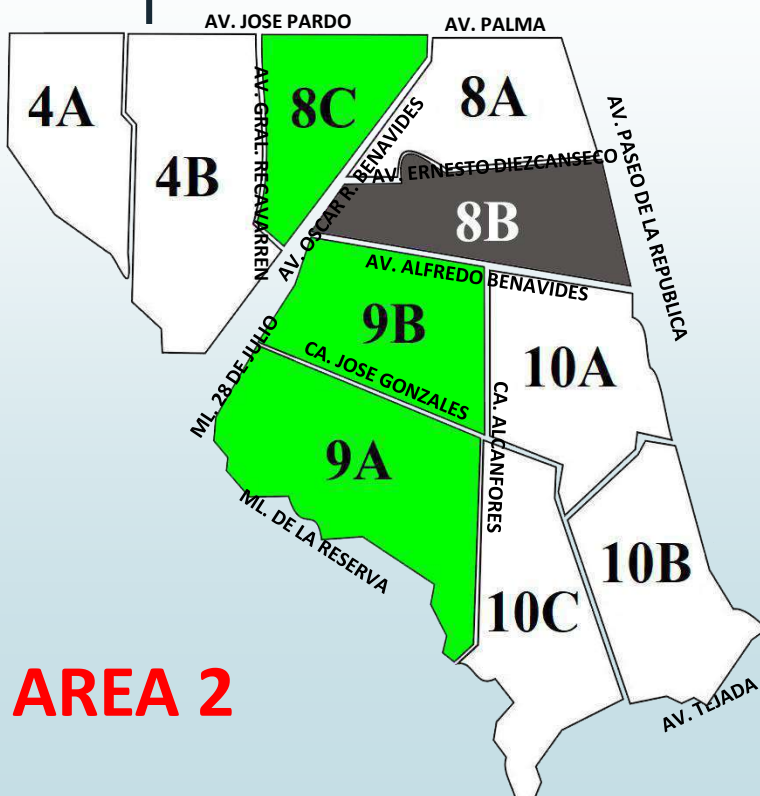 AV. JOSE PARDO
AV. PALMA
4A
4B
8C
8A
AV. GRAL. RECAVARREN
AV. OSCAR R. BENAVIDES
AV. ERNESTO DIEZCANSECO
AV. PASEO DE LA REPUBLICA
8B
AV. ALFREDO BENAVIDES
9B
ML. 28 DE JULIO
CA. JOSE GONZALES
10A
CA. ALCANFORES
9A
ML. DE LA RESERVA
10B
10C
AREA 2
AV. TEJADA